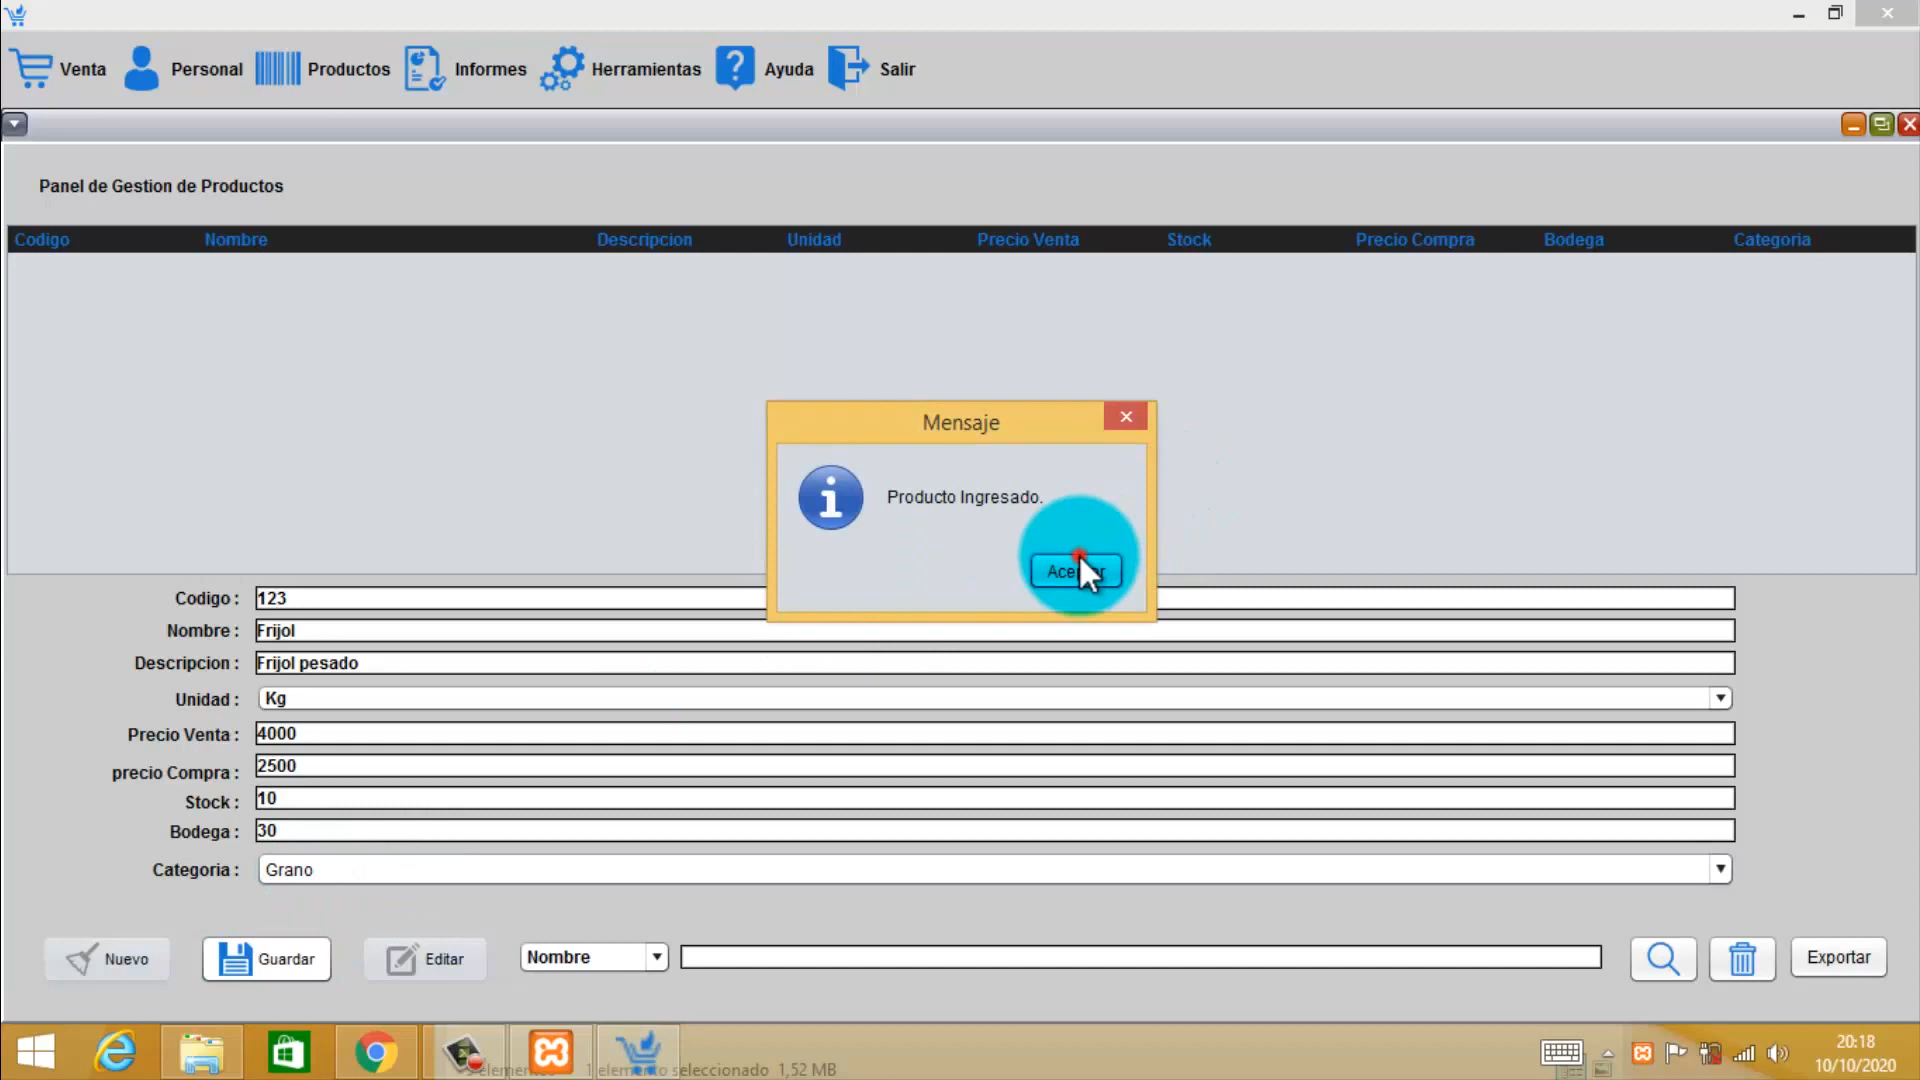 Venta Personal Productos Informes Herramientas Ayuda Salir
Panel de Gestion de Productos
Codigo Nombre Descripcion Unidad Precio Venta Stock Precio Compra Bodega Categoria
Mensaje
Producto Ingresado.
Codigo : 123
Nombre : Frijol
Descripcion : Frijol pesado
Unidad : Kg
Precio Venta : 4000
precio Compra : 2500
Stock : 10
Bodega : 30
Categoria : Grano
Nuevo Guardar Editar Nombre Exportar
20:18
1 elemento seleccionado 1,52 MB
10/10/2020